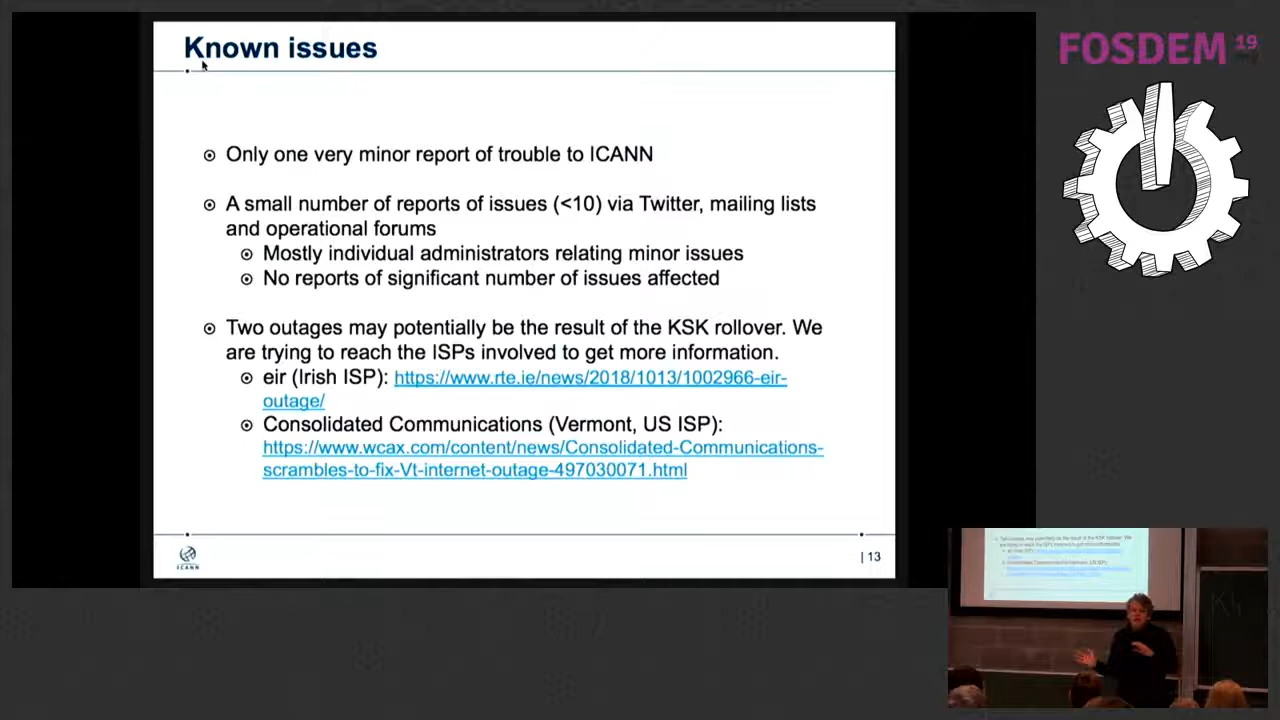 Known issues
FOSDEM 19
Only one very minor report of trouble to ICANN
A small number of reports of issues (<10) via Twitter, mailing lists
and operational forums
Mostly individual administrators relating minor issues
No reports of significant number of issues affected
Two outages may potentially be the result of the KSK rollover. We
are trying to reach the ISPs involved to get more information.
eir (Irish ISP): https://www.rte.ie/news/2018/1013/1002966-eir-
outage/
Consolidated Communications (Vermont, US ISP):
https://www.wcax.com/content/news/Consolidated-Communications-
scrambles-to-fix-Vt-internet-outage-497030071.html
ICANN
| 13